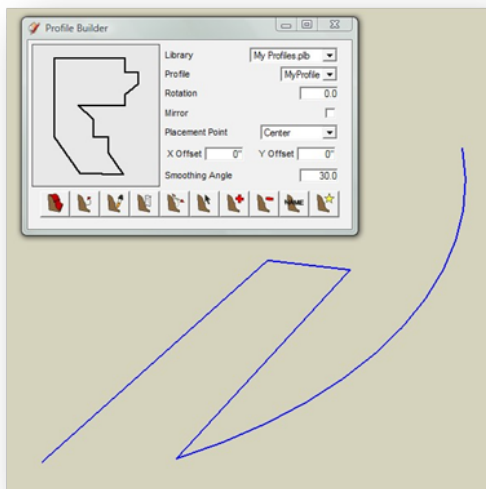 Profile Builder
Library My Profiles.plb
Profile MyProfile
Rotation 0.0
Mirror
Placement Point Center
X Offset 0" Y Offset 0"
Smoothing Angle 30.0
NAME